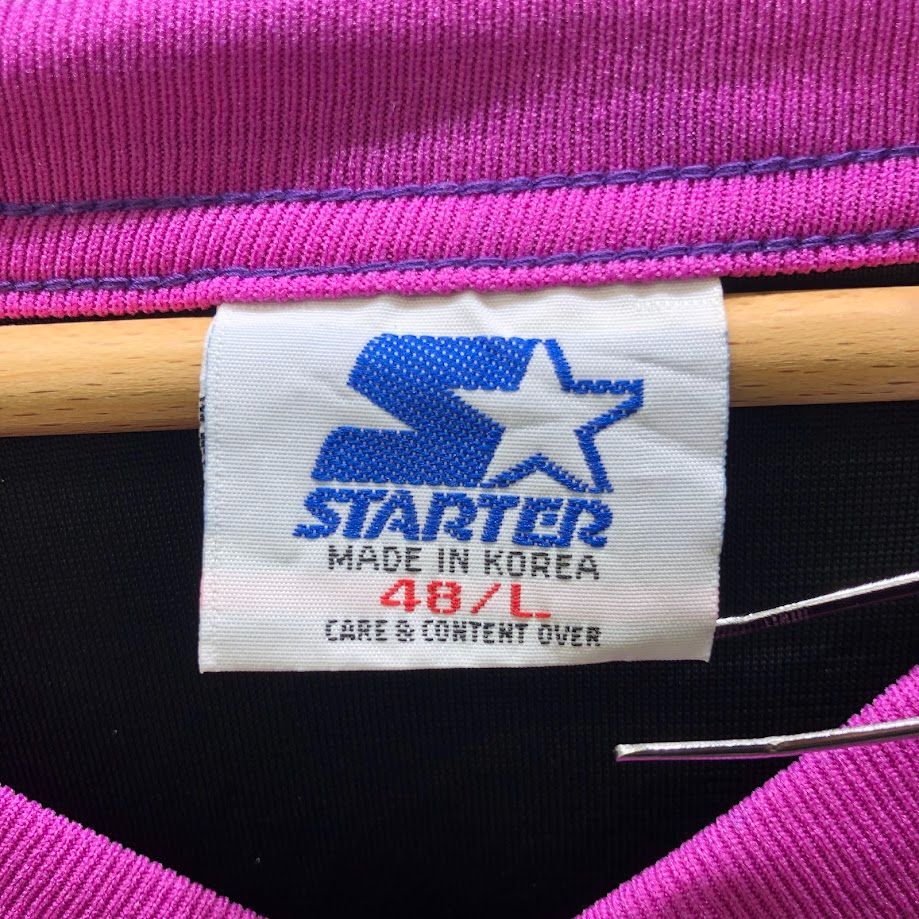 STARTER
MADE IN KOREA
48/L
CARE & CONTENT OVER